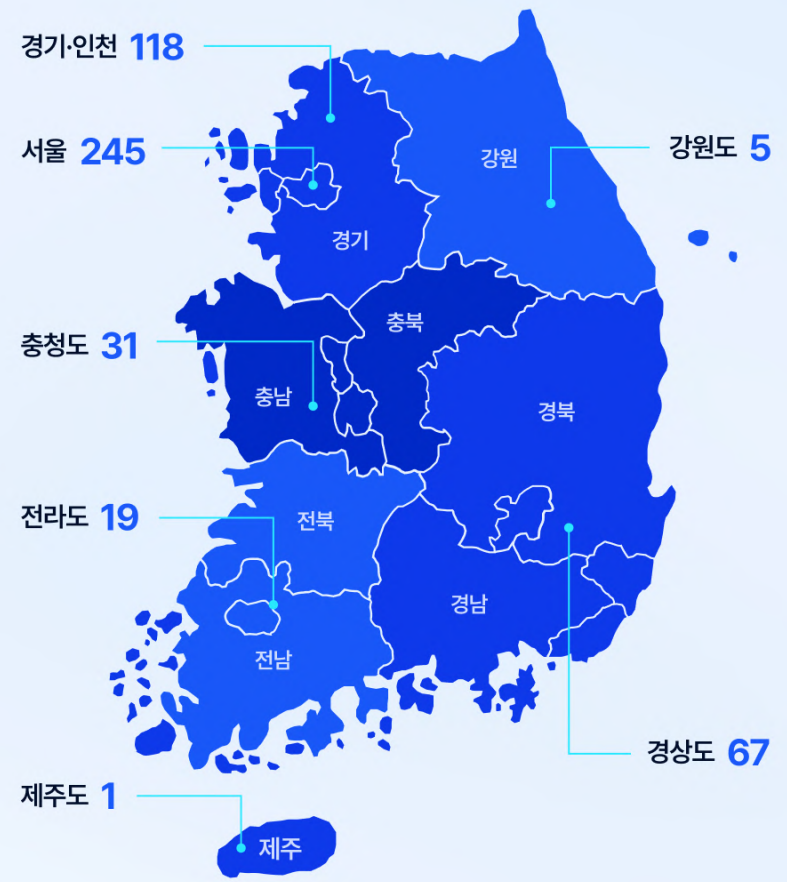 경기·인천 118
서울 245
강원도 5
강원
경기
충북
충청도 31
충남
경북
전라도 19
전북
경남
전남
경상도 67
제주도 1
제주